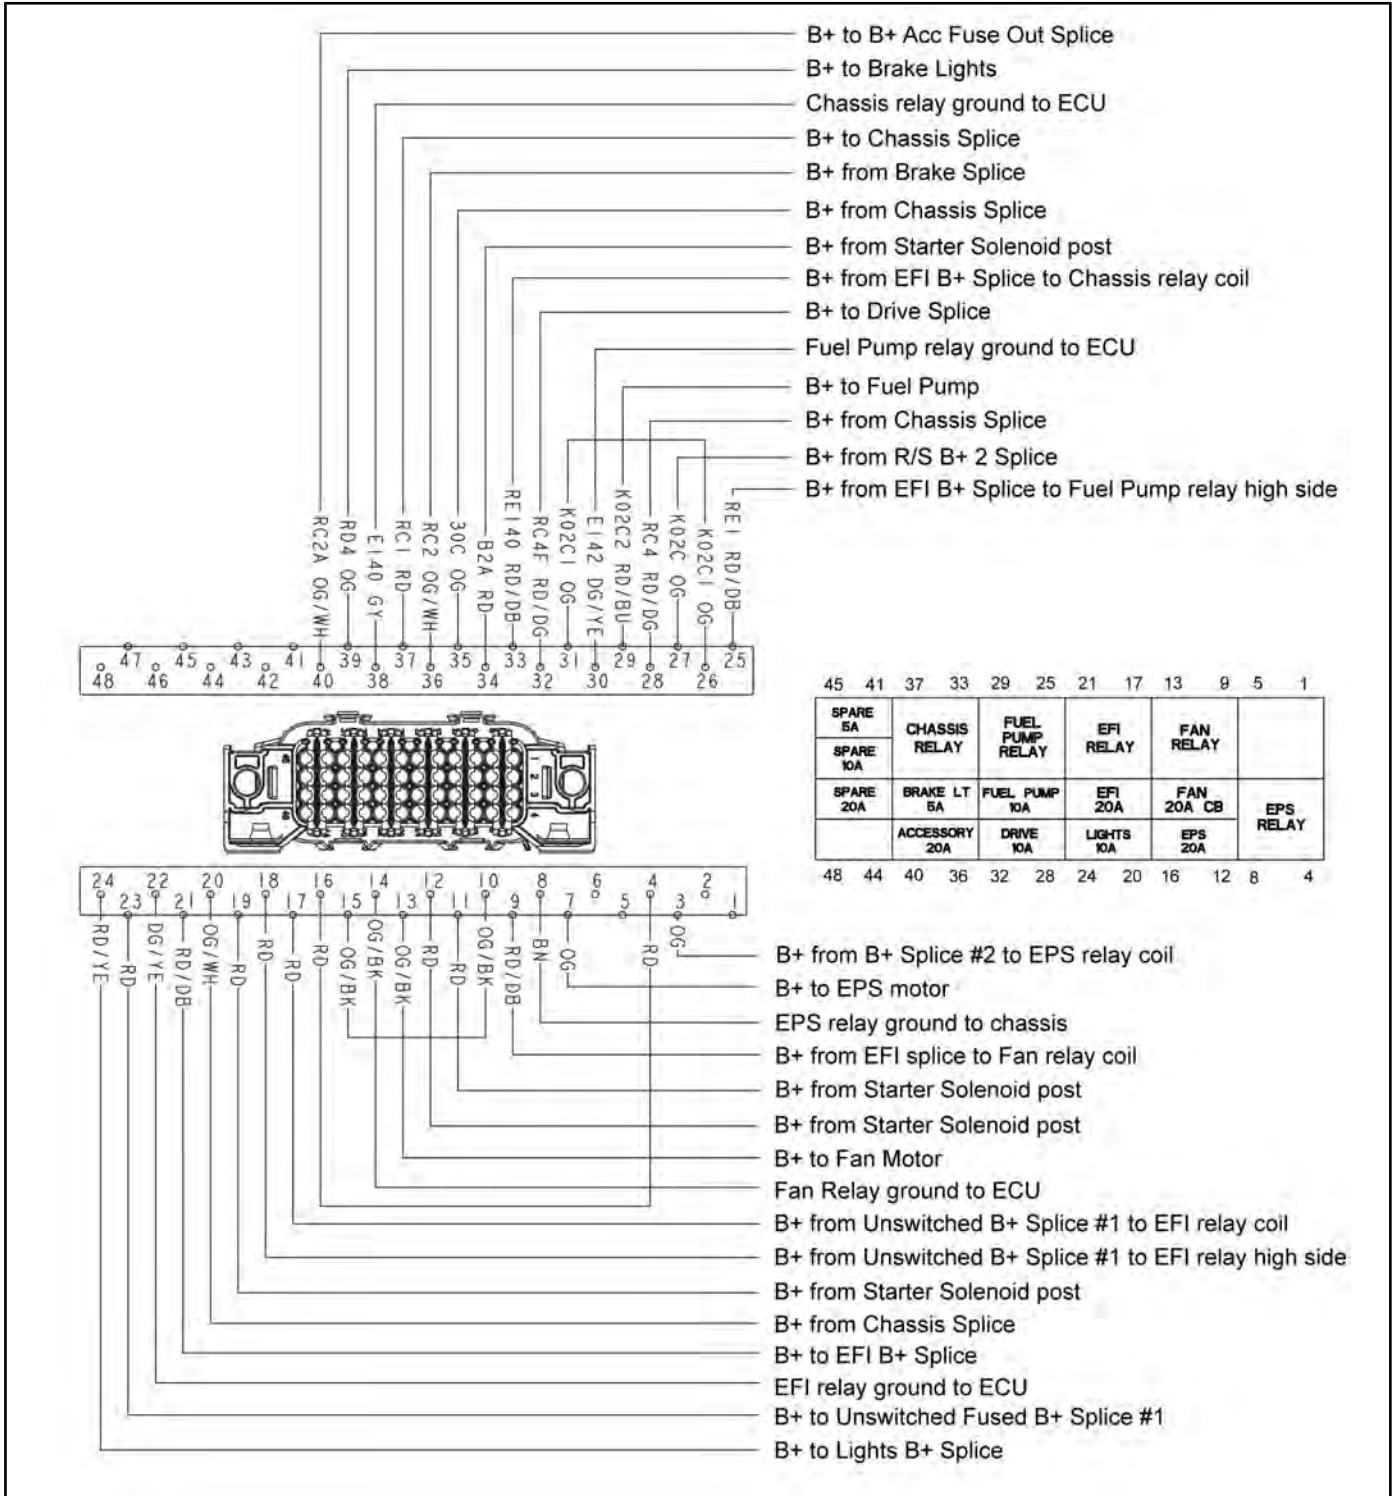 B+ to B+ Acc Fuse Out Splice
B+ to Brake Lights
Chassis relay ground to ECU
B+ to Chassis Splice
B+ from Brake Splice
B+ from Chassis Splice
B+ from Starter Solenoid post
B+ from EFI B+ Splice to Chassis relay coil
B+ to Drive Splice
Fuel Pump relay ground to ECU
B+ to Fuel Pump
B+ from Chassis Splice
B+ from R/S B+ 2 Splice
B+ from EFI B+ Splice to Fuel Pump relay high side
RC2A OG/WH
RD4 OG
E140 GY
RC1 RD
RC2 OG/WH
30C OG
B2A RD
RE140 RD/DB
RC4F RD/DG
K02C1 OG
E142 DG/YE
K02C2 RD/BU
RC4 RD/DG
K02C OG
K02C1 OG
RE1 RD/DB
47 45 43 41 39 37 35 33 31 29 27 25
48 46 44 42 40 38 36 34 32 30 28 26
45 41 37 33 29 25 21 17 13 9 5 1
SPARE
5A
SPARE
10A
CHASSIS
RELAY
FUEL
PUMP
RELAY
EFI
RELAY
FAN
RELAY
SPARE
20A
BRAKE LT
5A
FUEL PUMP
10A
EFI
20A
FAN
20A CB
EPS
RELAY
ACCESSORY
20A
DRIVE
10A
LIGHTS
10A
EPS
20A
48 44 40 36 32 28 24 20 16 12 8 4
1
2
3
4
24 22 20 18 16 14 12 10 8 6 4 2
23 21 19 17 15 13 11 9 7 5 3 1
RD/YE
RD
DG/YE
RD/DB
OG/WH
RD
RD
RD
RD
OG/BK
OG/BK
OG/BK
RD
RD
OG/BK
RD/DB
BN
OG
RD
OG
B+ from B+ Splice #2 to EPS relay coil
B+ to EPS motor
EPS relay ground to chassis
B+ from EFI splice to Fan relay coil
B+ from Starter Solenoid post
B+ from Starter Solenoid post
B+ to Fan Motor
Fan Relay ground to ECU
B+ from Unswitched B+ Splice #1 to EFI relay coil
B+ from Unswitched B+ Splice #1 to EFI relay high side
B+ from Starter Solenoid post
B+ from Chassis Splice
B+ to EFI B+ Splice
EFI relay ground to ECU
B+ to Unswitched Fused B+ Splice #1
B+ to Lights B+ Splice